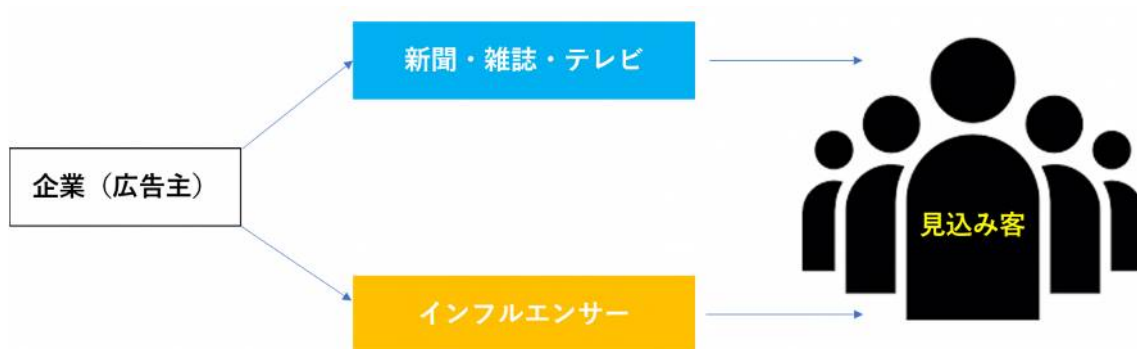 新聞・雑誌・テレビ
企業（広告主）
見込み客
インフルエンサー